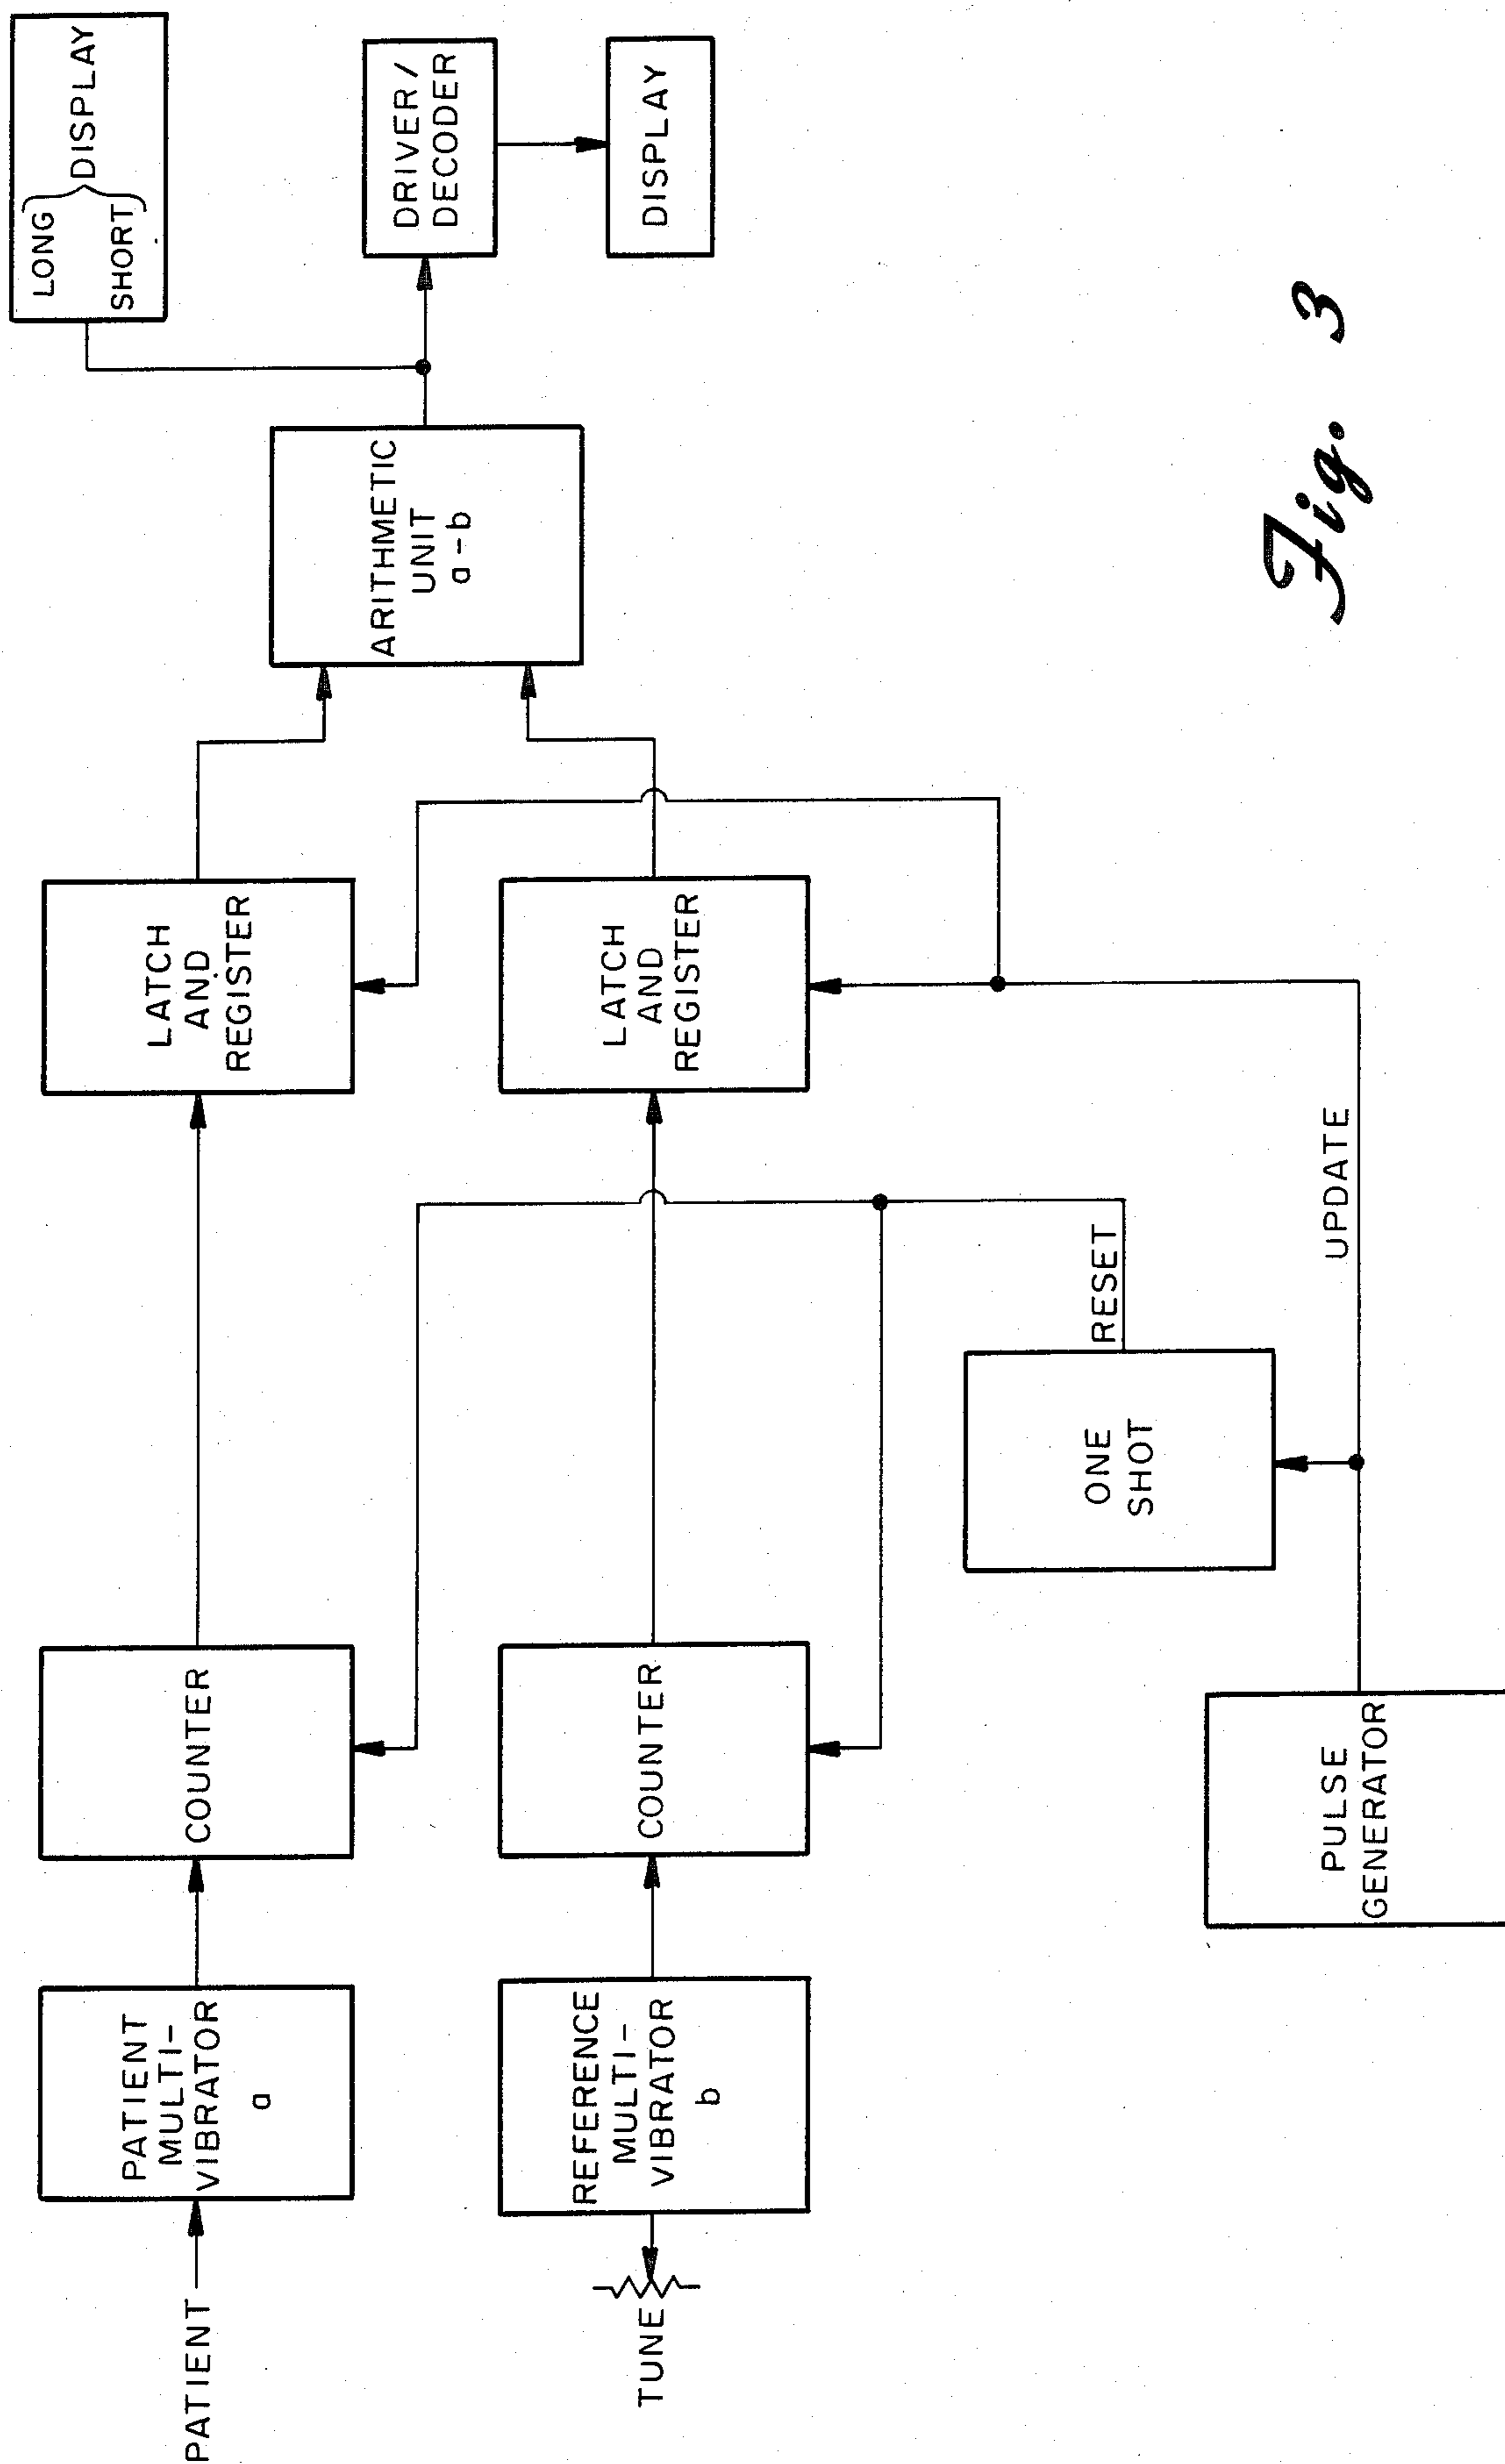 PATIENT
PATIENT
MULTI-
VIBRATOR
a
COUNTER
LATCH
AND
REGISTER
TUNE
REFERENCE
MULTI-
VIBRATOR
b
COUNTER
LATCH
AND
REGISTER
ARITHMETIC
UNIT
a-b
LONG
SHORT
DISPLAY
DRIVER/
DECODER
DISPLAY
ONE
SHOT
RESET
PULSE
GENERATOR
UPDATE
Fig. 3